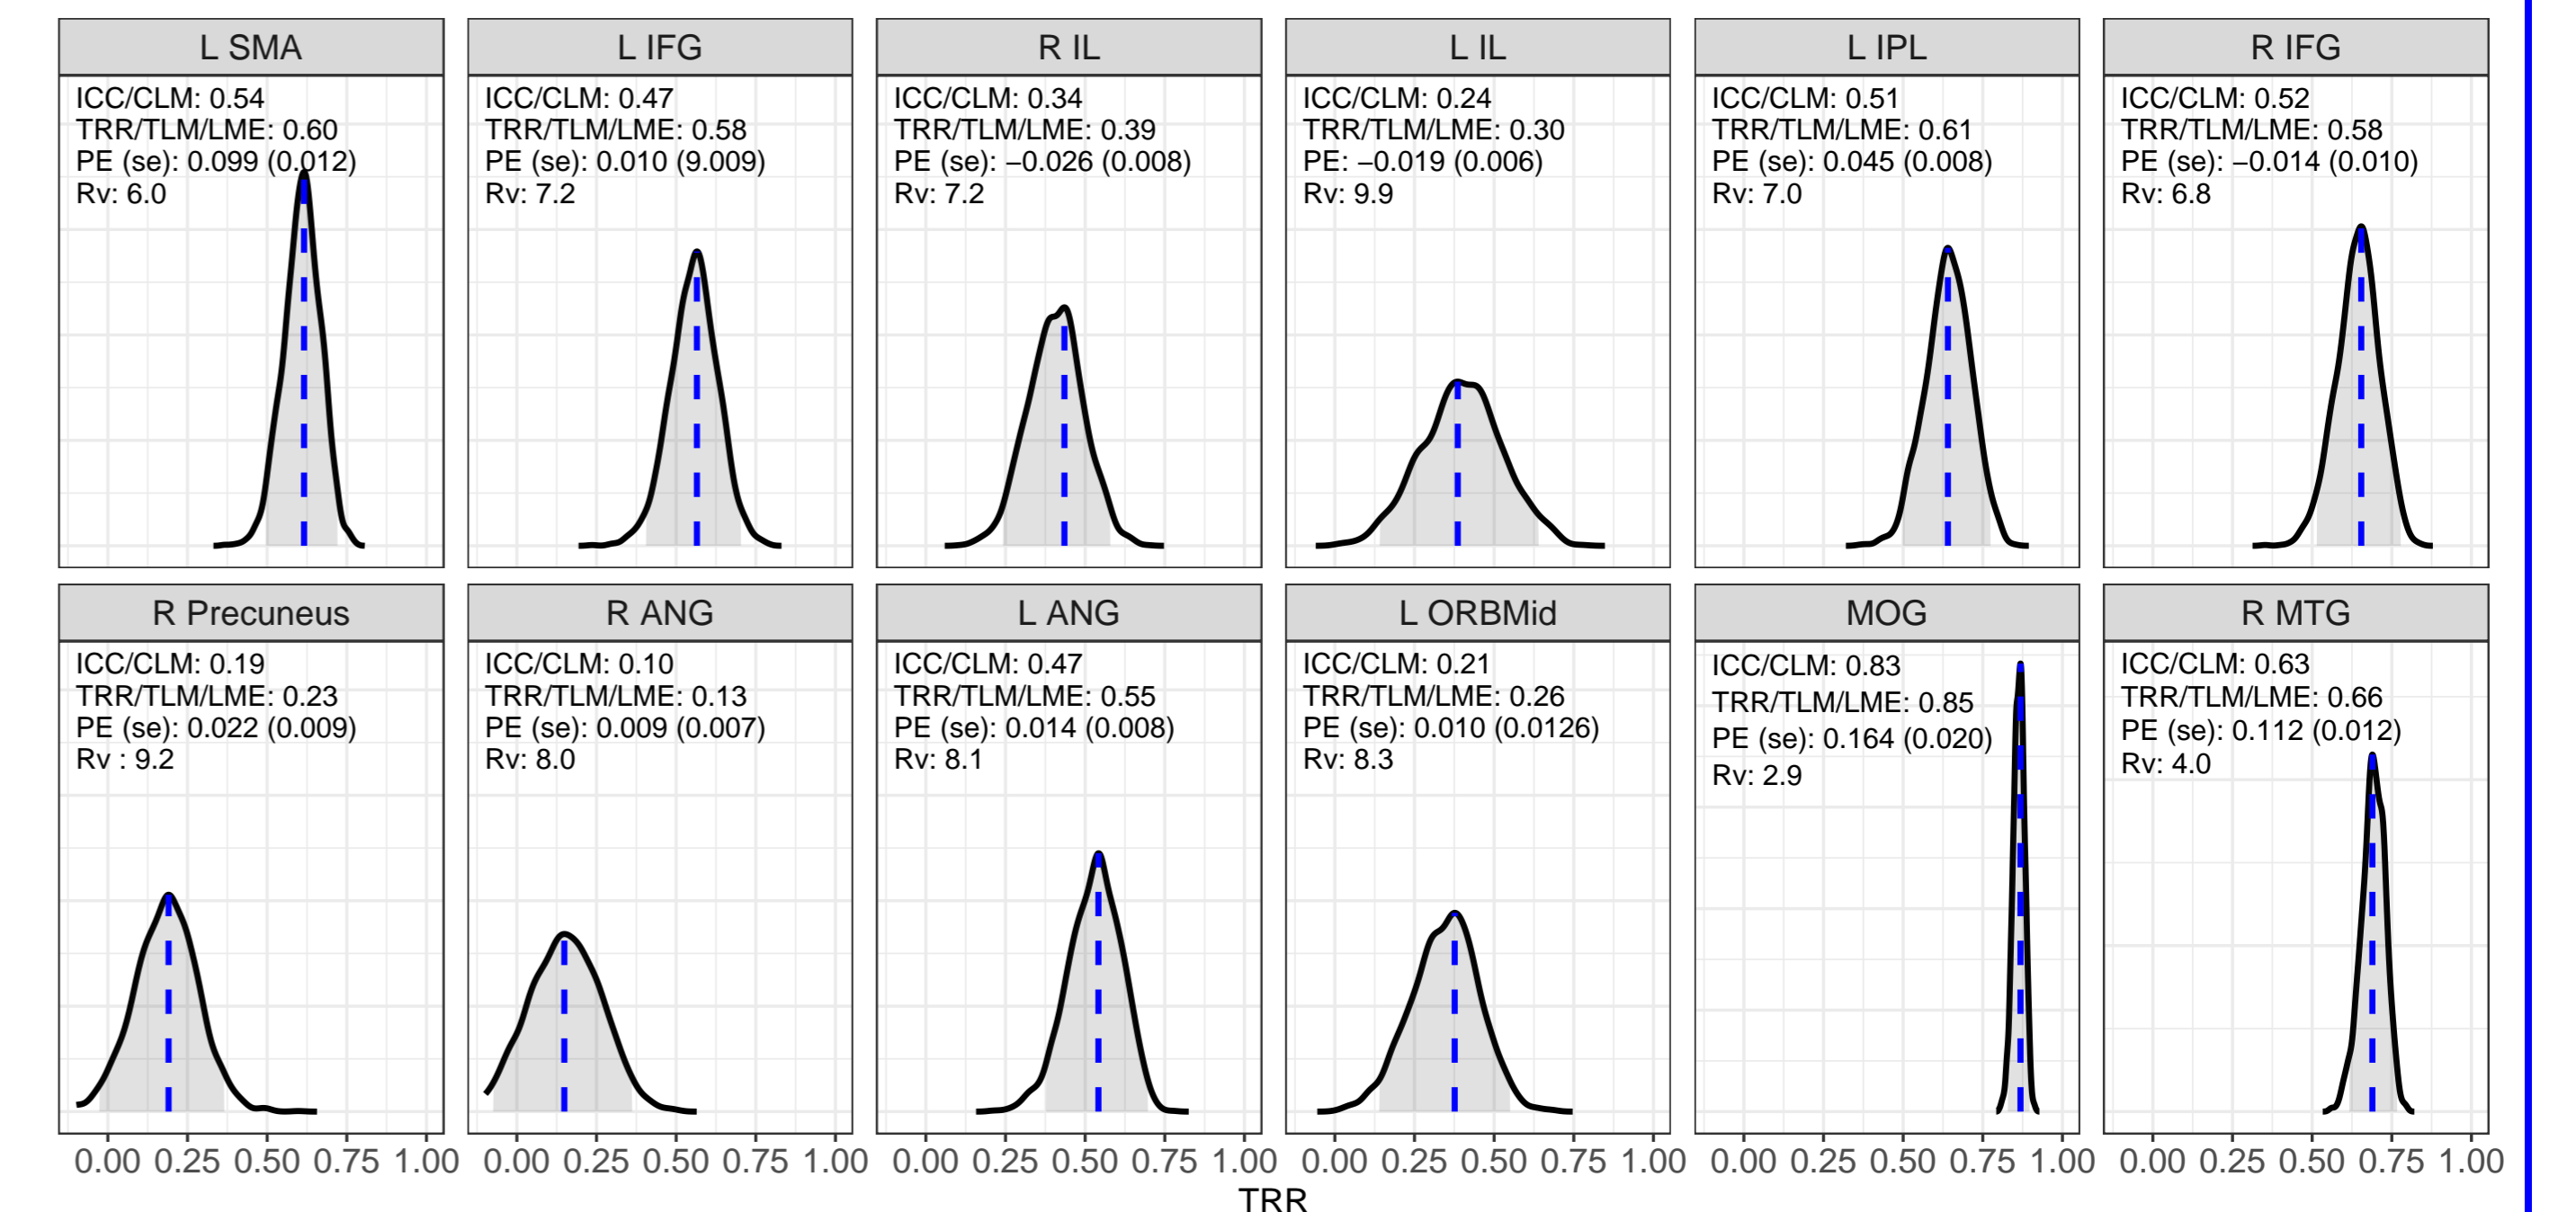 L SMA
ICC/CLM: 0.54
TRR/TLM/LME: 0.60
PE (se): 0.099 (0.012)
Rv: 6.0
L IFG
ICC/CLM: 0.47
TRR/TLM/LME: 0.58
PE (se): 0.010 (9.009)
Rv: 7.2
R IL
ICC/CLM: 0.34
TRR/TLM/LME: 0.39
PE (se): −0.026 (0.008)
Rv: 7.2
L IL
ICC/CLM: 0.24
TRR/TLM/LME: 0.30
PE: −0.019 (0.006)
Rv: 9.9
L IPL
ICC/CLM: 0.51
TRR/TLM/LME: 0.61
PE (se): 0.045 (0.008)
Rv: 7.0
R IFG
ICC/CLM: 0.52
TRR/TLM/LME: 0.58
PE (se): −0.014 (0.010)
Rv: 6.8
R Precuneus
ICC/CLM: 0.19
TRR/TLM/LME: 0.23
PE (se): 0.022 (0.009)
Rv : 9.2
R ANG
ICC/CLM: 0.10
TRR/TLM/LME: 0.13
PE (se): 0.009 (0.007)
Rv: 8.0
L ANG
ICC/CLM: 0.47
TRR/TLM/LME: 0.55
PE (se): 0.014 (0.008)
Rv: 8.1
L ORBMid
ICC/CLM: 0.21
TRR/TLM/LME: 0.26
PE (se): 0.010 (0.0126)
Rv: 8.3
MOG
ICC/CLM: 0.83
TRR/TLM/LME: 0.85
PE (se): 0.164 (0.020)
Rv: 2.9
R MTG
ICC/CLM: 0.63
TRR/TLM/LME: 0.66
PE (se): 0.112 (0.012)
Rv: 4.0
0.00 0.25 0.50 0.75 1.00
0.00 0.25 0.50 0.75 1.00
0.00 0.25 0.50 0.75 1.00
0.00 0.25 0.50 0.75 1.00
0.00 0.25 0.50 0.75 1.00
0.00 0.25 0.50 0.75 1.00
TRR